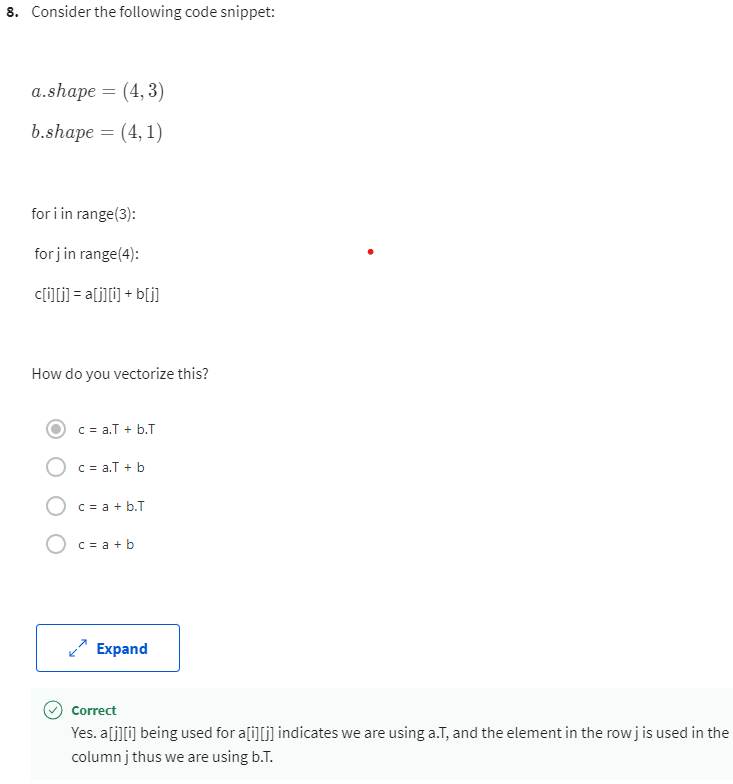 8. Consider the following code snippet:
a.shape = (4, 3)
b.shape = (4, 1)
for i in range(3):
for j in range(4):
c[i][j] = a[j][i] + b[j]
How do you vectorize this?
c = a.T + b.T
c = a.T + b
c = a + b.T
c = a + b
Expand
Correct
Yes. a[j][i] being used for a[i][j] indicates we are using a.T, and the element in the row j is used in the
column j thus we are using b.T.